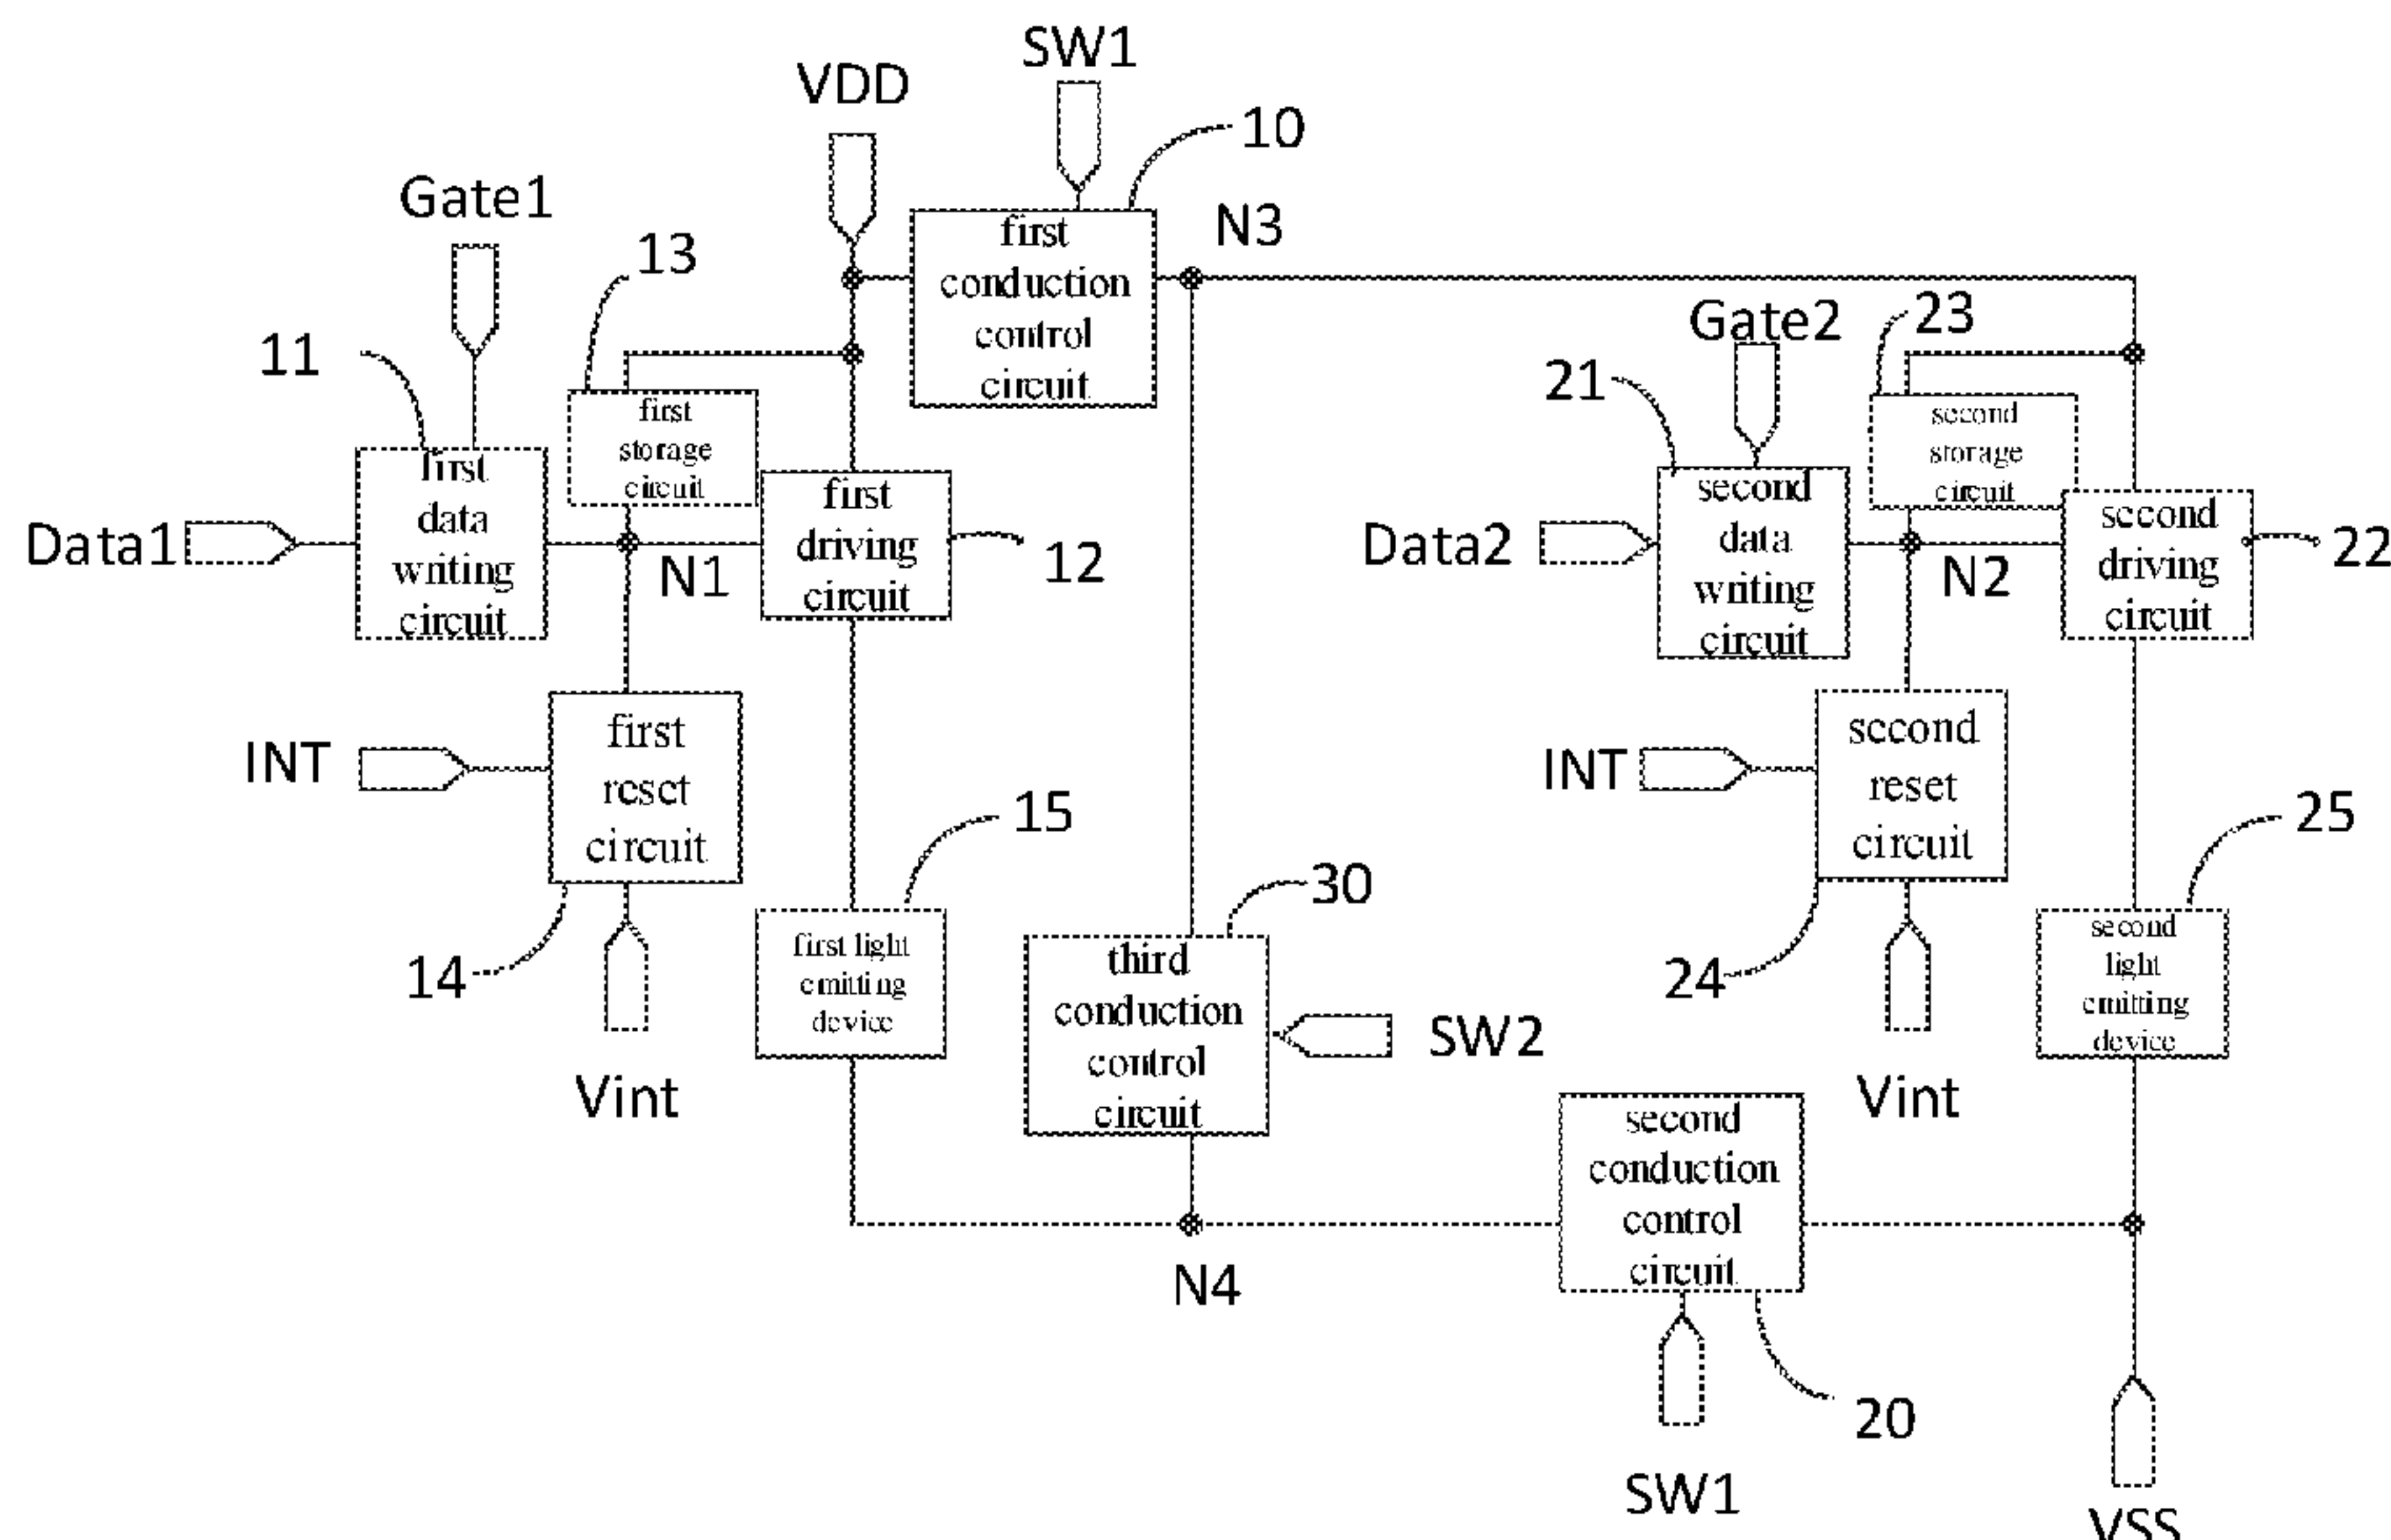 SW1
VDD
10
Gate1
N3
13
first
conduction
control
circuit
Gate2
23
11
21
first
storage
circuit
second
storage
circuit
first
data
writing
circuit
first
driving
circuit
second
data
writing
circuit
second
driving
circuit
Data1
N1
12
Data2
N2
22
INT
first
reset
circuit
INT
second
reset
circuit
15
25
30
14
first light
emitting
device
third
conduction
control
circuit
SW2
24
second
light
emitting
device
Vint
Vint
second
conduction
control
circuit
N4
20
SW1
VSS